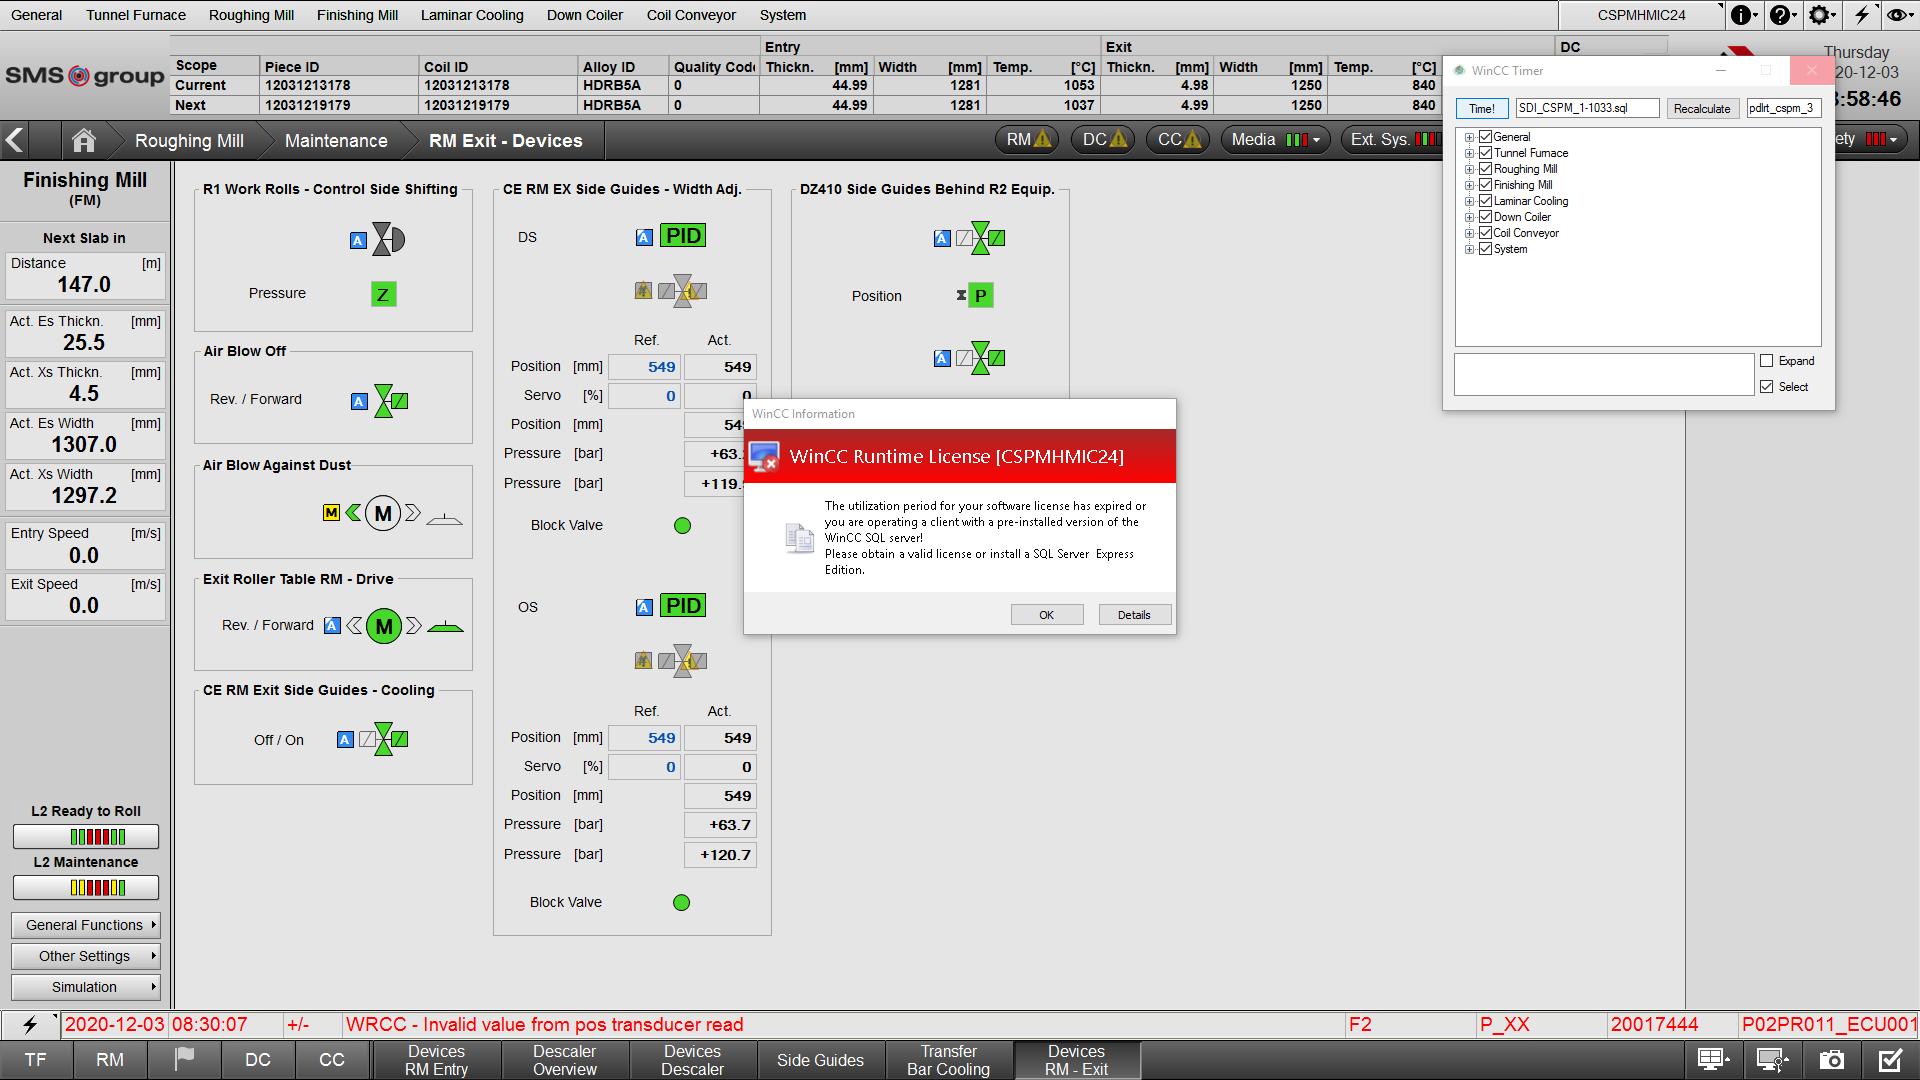 General Tunnel Furnace Roughing Mill Finishing Mill Laminar Cooling Down Coiler Coil Conveyor System CSPMHMIC24
SMS group
Entry Exit DC
Scope Piece ID Coil ID Alloy ID Quality Code Thickn. [mm] Width [mm] Temp. [°C] Thickn. [mm] Width [mm] Temp. [°C]
Current 12031213178 12031213178 HDRB5A 0 44.99 1281 1053 4.98 1250 840
Next 12031219179 12031219179 HDRB5A 0 44.99 1281 1037 4.99 1250 840
Thursday
20-12-03
:58:46
Roughing Mill Maintenance RM Exit - Devices RM DC CC Media Ext. Sys. ety
WinCC Timer
Time! SDI_CSPM_1-1033.sql Recalculate pdlrt_cspm_3
General
Tunnel Furnace
Roughing Mill
Finishing Mill
Laminar Cooling
Down Coiler
Coil Conveyor
System
Expand
Select
Finishing Mill
(FM)
Next Slab in
Distance [m]
147.0
Act. Es Thickn. [mm]
25.5
Act. Xs Thickn. [mm]
4.5
Act. Es Width [mm]
1307.0
Act. Xs Width [mm]
1297.2
Entry Speed [m/s]
0.0
Exit Speed [m/s]
0.0
L2 Ready to Roll
L2 Maintenance
General Functions
Other Settings
Simulation
R1 Work Rolls - Control Side Shifting
A
Pressure Z
Air Blow Off
Rev. / Forward A
Air Blow Against Dust
M M
Exit Roller Table RM - Drive
Rev. / Forward A M
CE RM Exit Side Guides - Cooling
Off / On A
CE RM EX Side Guides - Width Adj.
DS A PID
Ref. Act.
Position [mm] 549 549
Servo [%] 0 0
Position [mm] 549
Pressure [bar] +63.
Pressure [bar] +119.
Block Valve
OS A PID
Ref. Act.
Position [mm] 549 549
Servo [%] 0 0
Position [mm] 549
Pressure [bar] +63.7
Pressure [bar] +120.7
Block Valve
DZ410 Side Guides Behind R2 Equip.
A
Position P
A
WinCC Information
WinCC Runtime License [CSPMHMIC24]
The utilization period for your software license has expired or
you are operating a client with a pre-installed version of the
WinCC SQL server!
Please obtain a valid license or install a SQL Server Express
Edition.
OK Details
2020-12-03 08:30:07 +/- WRCC - Invalid value from pos transducer read F2 P_XX 20017444 P02PR011_ECU001
TF RM DC CC
Devices
RM Entry
Descaler
Overview
Devices
Descaler
Side Guides
Transfer
Bar Cooling
Devices
RM - Exit